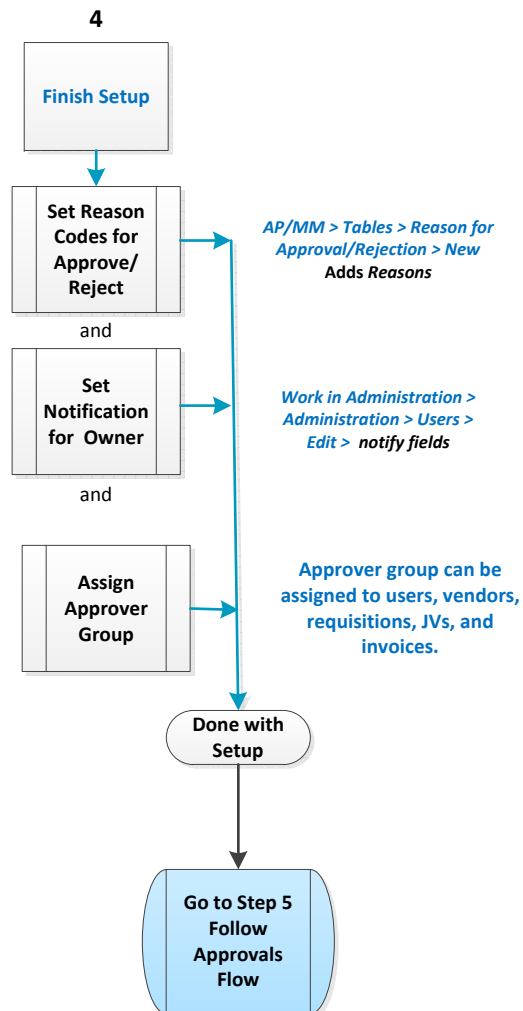 4
Finish Setup
Set Reason
Codes for
Approve/
Reject
AP/MM > Tables > Reason for
Approval/Rejection > New
Adds Reasons
and
Set
Notification
for Owner
Work in Administration >
Administration > Users >
Edit > notify fields
and
Assign
Approver
Group
Approver group can be
assigned to users, vendors,
requisitions, JVs, and
invoices.
Done with
Setup
Go to Step 5
Follow
Approvals
Flow